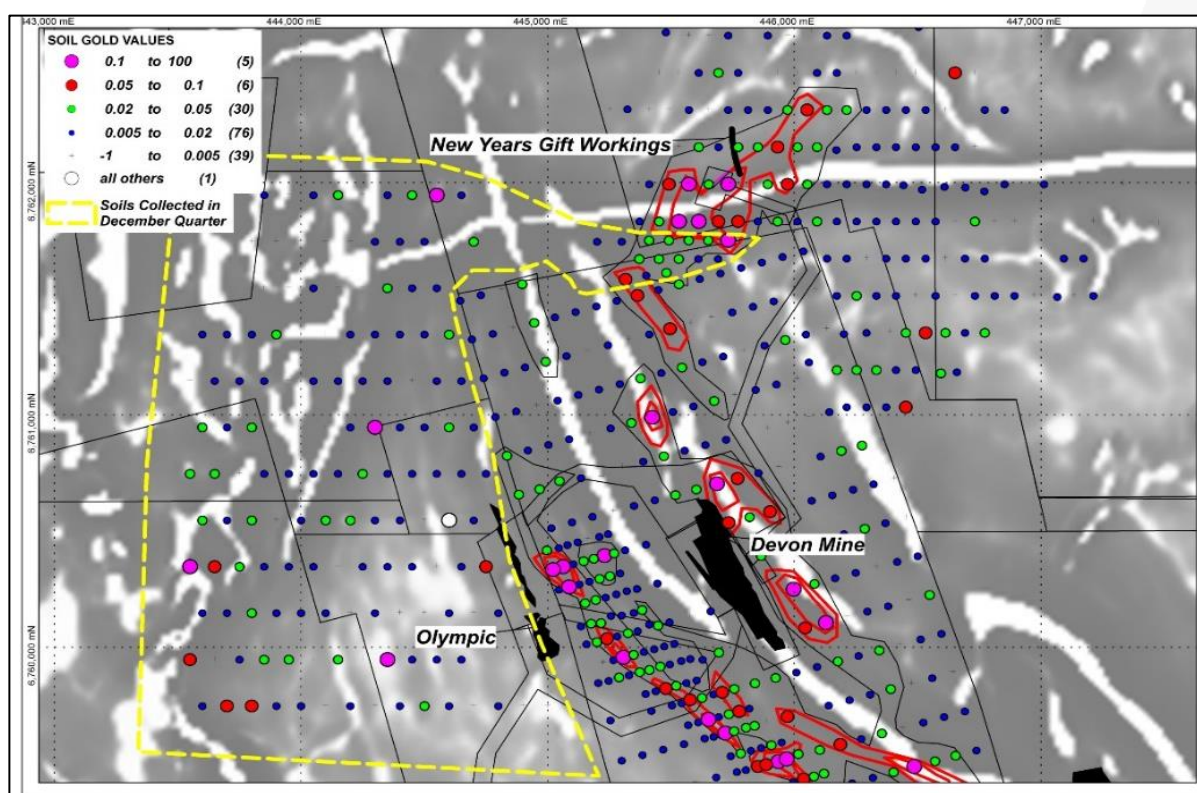 43,000 mE 444,000 mE 445,000 mE 446,000 mE 447,000 mE
SOIL GOLD VALUES
0.1 to 100 (5)
0.05 to 0.1 (6)
0.02 to 0.05 (30)
0.005 to 0.02 (76)
-1 to 0.005 (39)
all others (1)
Soils Collected in
December Quarter
New Years Gift Workings
6,762,000 mN
6,761,000 mN
Devon Mine
Olympic
6,760,000 mN